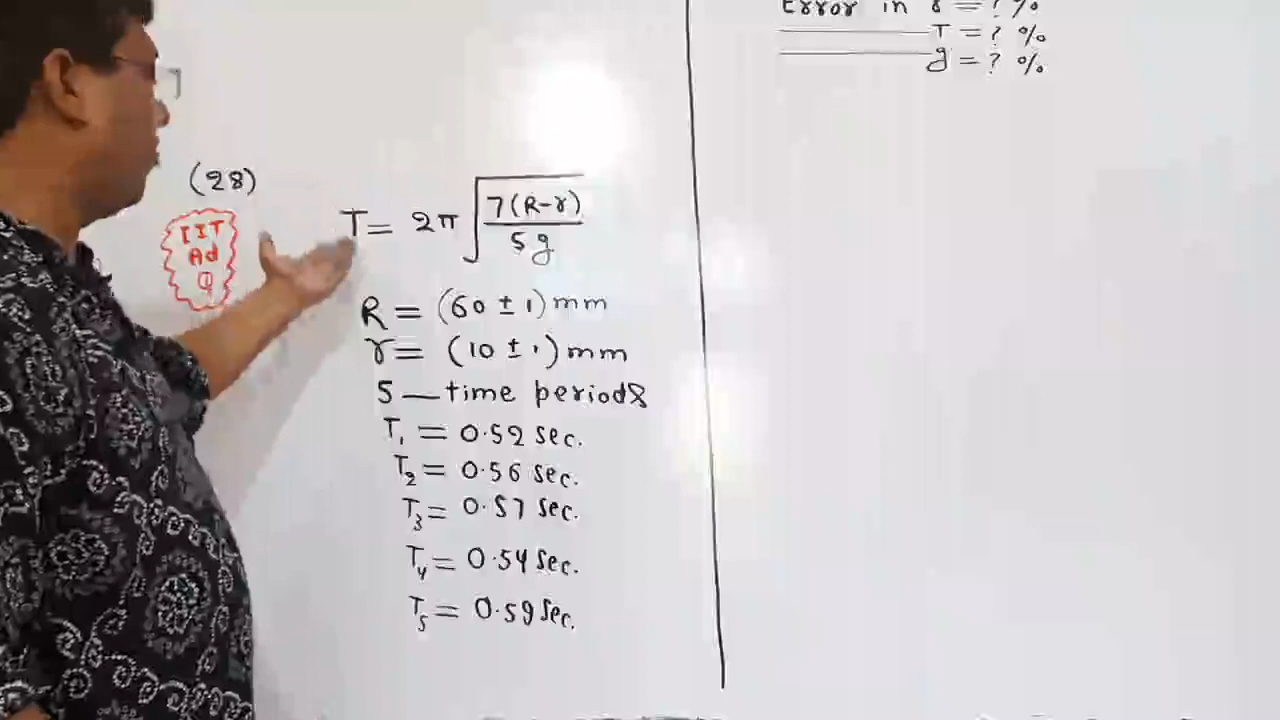 (28)
IIT
Ad
Q
T = 2π √(7(R-r)/5g)
R = (60 ± 1) mm
r = (10 ± 1) mm
5 — time periods
T₁ = 0.52 sec.
T₂ = 0.56 sec.
T₃ = 0.57 sec.
T₄ = 0.54 sec.
T₅ = 0.59 sec.
Error in r = ? %
T = ? %
g = ? %